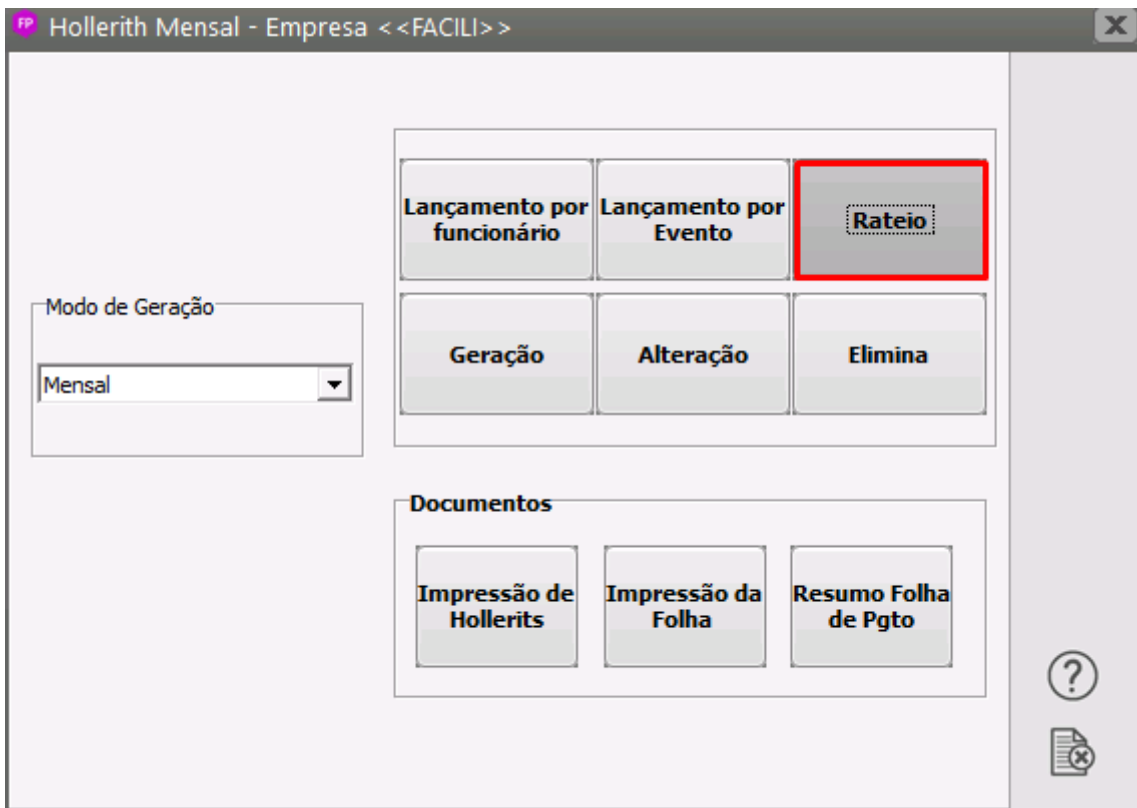 FP Hollerith Mensal - Empresa <<FACILI>>
Lançamento por
funcionário
Lançamento por
Evento
Rateio
Modo de Geração
Mensal
Geração
Alteração
Elimina
Documentos
Impressão de
Hollerits
Impressão da
Folha
Resumo Folha
de Pgto
?